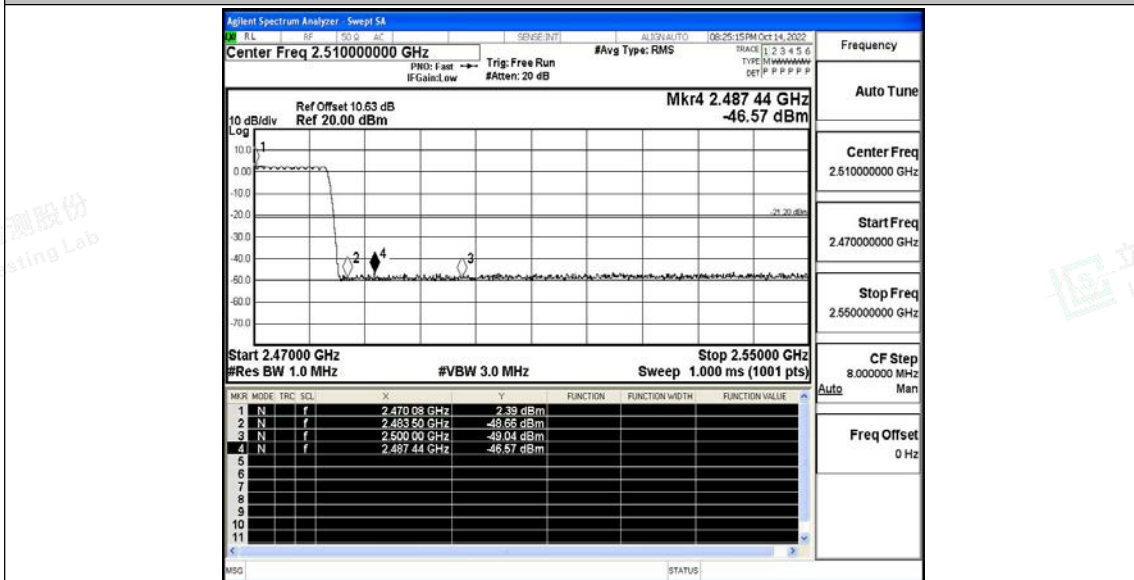 Agilent Spectrum Analyzer - Swept SA
RL RF 50 Ω AC SENSE:INT ALIGN AUTO 08:25:15PM Oct 14, 2022
Center Freq 2.510000000 GHz
#Avg Type: RMS
TRACE 1 2 3 4 5 6
PNO: Fast
Trig: Free Run
TYPE MWWWWW
IFGain:Low
#Atten: 20 dB
DET P P P P P P
Frequency
Auto Tune
Mkr4 2.487 44 GHz
-46.57 dBm
Ref Offset 10.63 dB
10 dB/div Ref 20.00 dBm
Log
10.0
0.00
-10.0
-20.0
-30.0
-40.0
-50.0
-60.0
-70.0
1
2
4
3
-21.20 dBm
Center Freq
2.510000000 GHz
Start Freq
2.470000000 GHz
Stop Freq
2.550000000 GHz
Start 2.47000 GHz Stop 2.55000 GHz
#Res BW 1.0 MHz #VBW 3.0 MHz Sweep 1.000 ms (1001 pts)
CF Step
8.000000 MHz
Auto Man
MKR MODE TRC SCL X Y FUNCTION FUNCTION WIDTH FUNCTION VALUE
1 N f 2.470 08 GHz 2.39 dBm
2 N f 2.483 50 GHz -48.66 dBm
3 N f 2.500 00 GHz -49.04 dBm
4 N f 2.487 44 GHz -46.57 dBm
5
6
7
8
9
10
11
Freq Offset
0 Hz
MSG STATUS
测股份
sting Lab
立